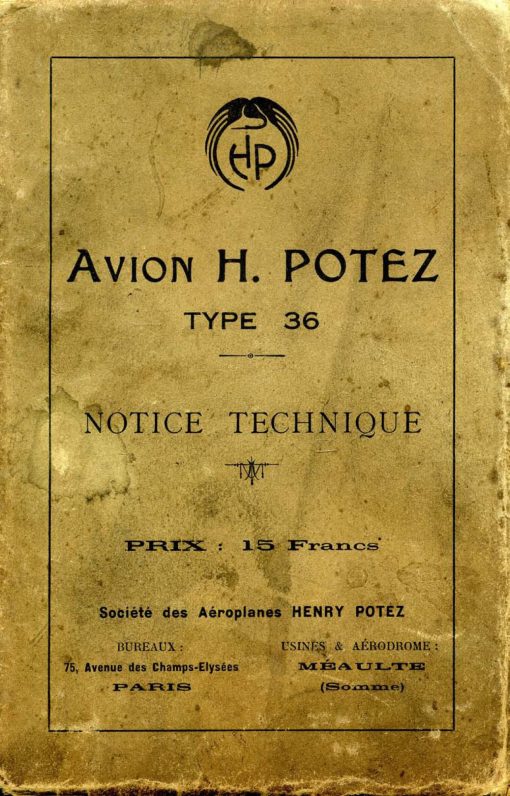 HP
AVION H. POTEZ
TYPE 36
NOTICE TECHNIQUE
PRIX : 15 Francs
Société des Aéroplanes HENRY POTEZ
BUREAUX :
75, Avenue des Champs-Elysées
PARIS
USINES & AÉRODROME :
MÉAULTE
(Somme)